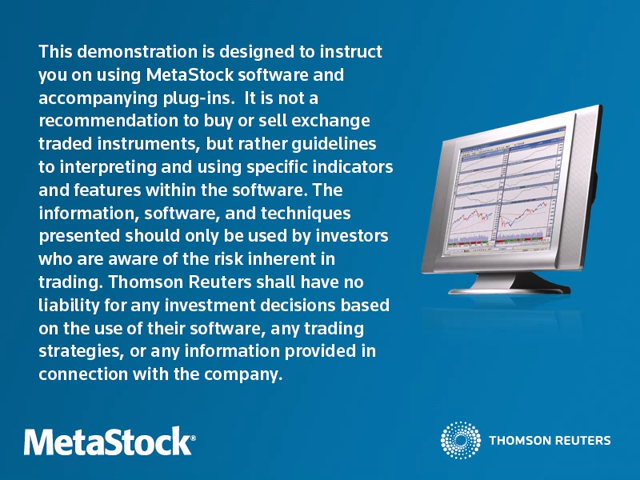 This demonstration is designed to instruct
you on using MetaStock software and
accompanying plug-ins.  It is not a
recommendation to buy or sell exchange
traded instruments, but rather guidelines
to interpreting and using specific indicators
and features within the software. The
information, software, and techniques
presented should only be used by investors
who are aware of the risk inherent in
trading. Thomson Reuters shall have no
liability for any investment decisions based
on the use of their software, any trading
strategies, or any information provided in
connection with the company.
MetaStock®
THOMSON REUTERS